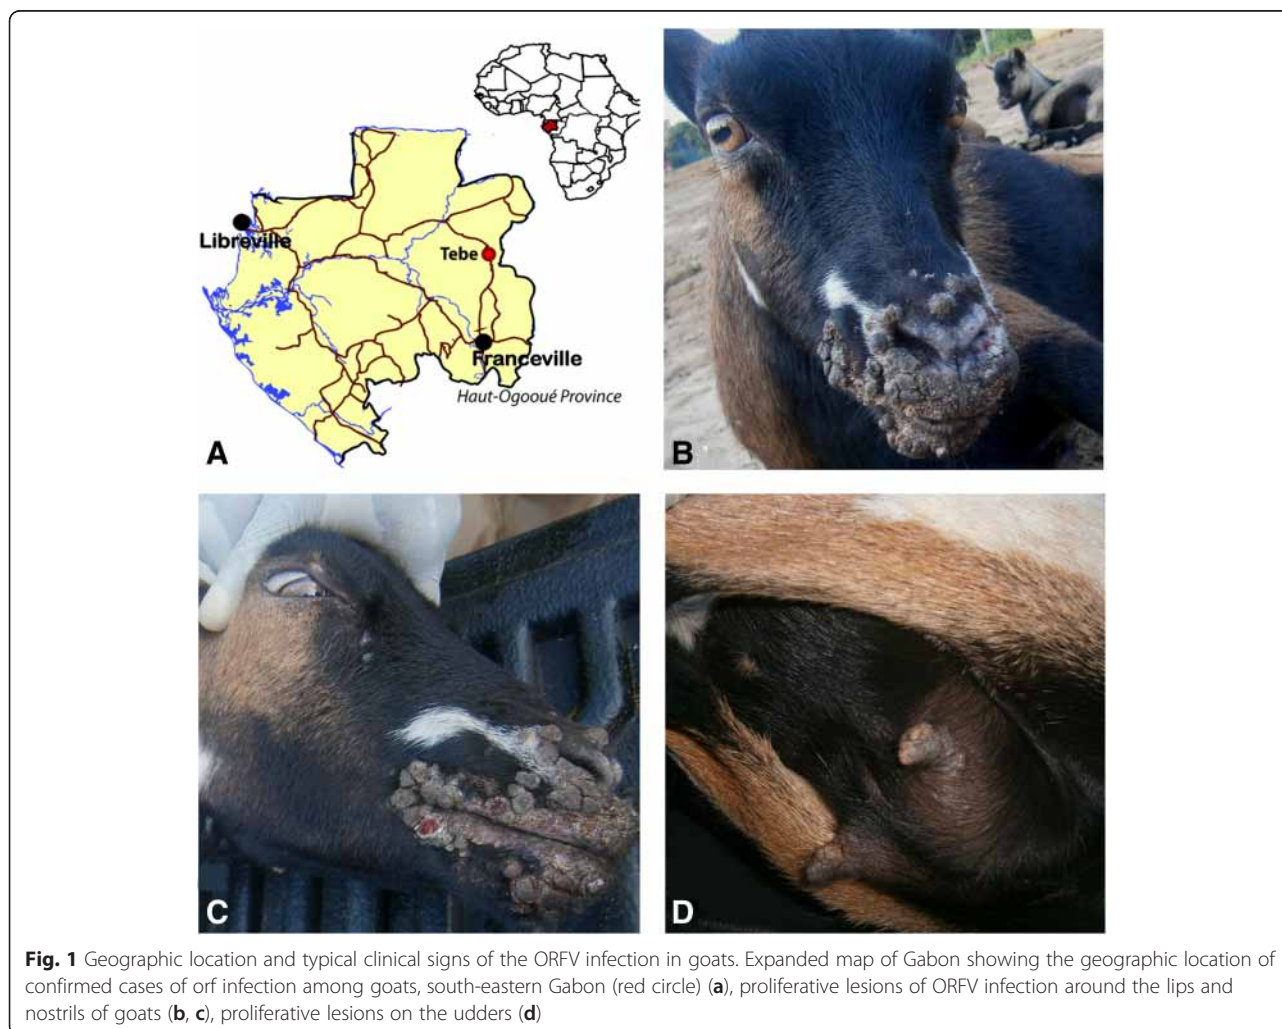 Libreville
Tebe
Franceville
Haut-Ogooué Province
A
B
C
D
Fig. 1 Geographic location and typical clinical signs of the ORFV infection in goats. Expanded map of Gabon showing the geographic location of
confirmed cases of orf infection among goats, south-eastern Gabon (red circle) (a), proliferative lesions of ORFV infection around the lips and
nostrils of goats (b, c), proliferative lesions on the udders (d)